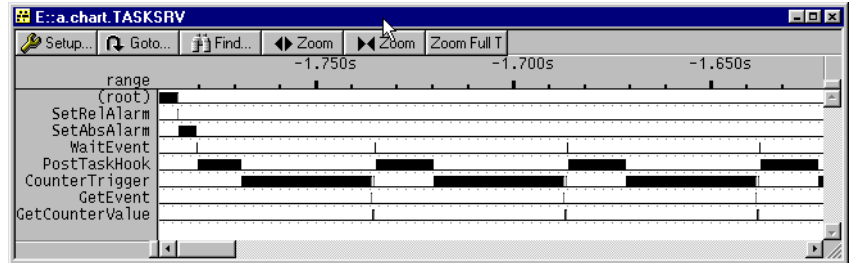 E::a.chart.TASKSRV
Setup... Goto... Find... Zoom Zoom Zoom Full T
-1.750s -1.700s -1.650s
range
(root)
SetRelAlarm
SetAbsAlarm
WaitEvent
PostTaskHook
CounterTrigger
GetEvent
GetCounterValue